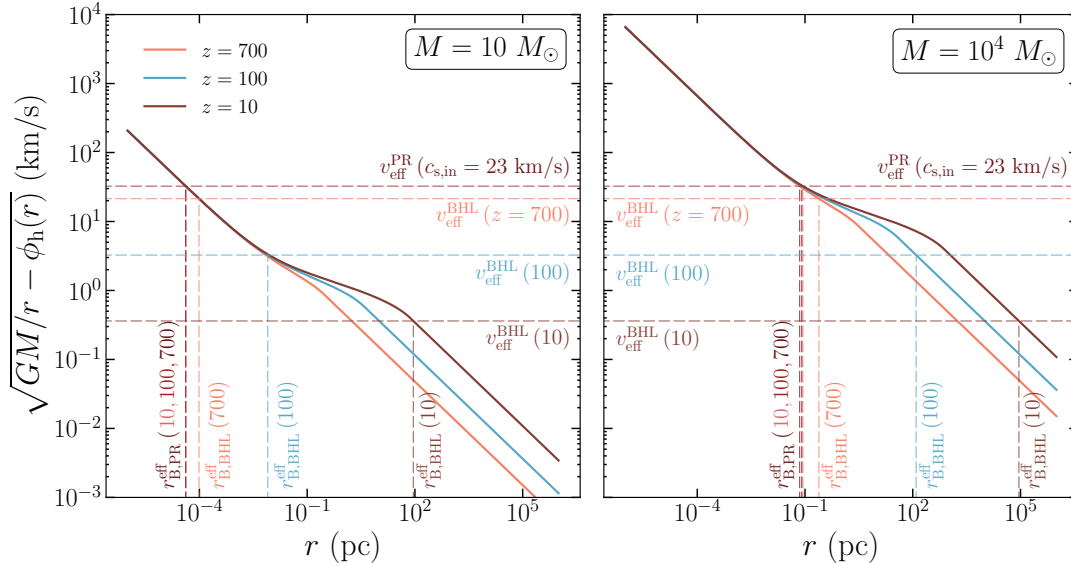 √GM/r − ϕ_h(r) (km/s)
10^4
10^3
10^2
10^1
10^0
10^−1
10^−2
10^−3
z = 700
z = 100
z = 10
M = 10 M_⊙
v_eff^PR (c_s,in = 23 km/s)
v_eff^BHL (z = 700)
v_eff^BHL (100)
v_eff^BHL (10)
r_B,PR^eff (10, 100, 700)
r_B,BHL^eff (700)
r_B,BHL^eff (100)
r_B,BHL^eff (10)
10^−4
10^−1
10^2
10^5
r (pc)
M = 10^4 M_⊙
v_eff^PR (c_s,in = 23 km/s)
v_eff^BHL (z = 700)
v_eff^BHL (100)
v_eff^BHL (10)
r_B,PR^eff (10, 100, 700)
r_B,BHL^eff (700)
r_B,BHL^eff (100)
r_B,BHL^eff (10)
10^−4
10^−1
10^2
10^5
r (pc)